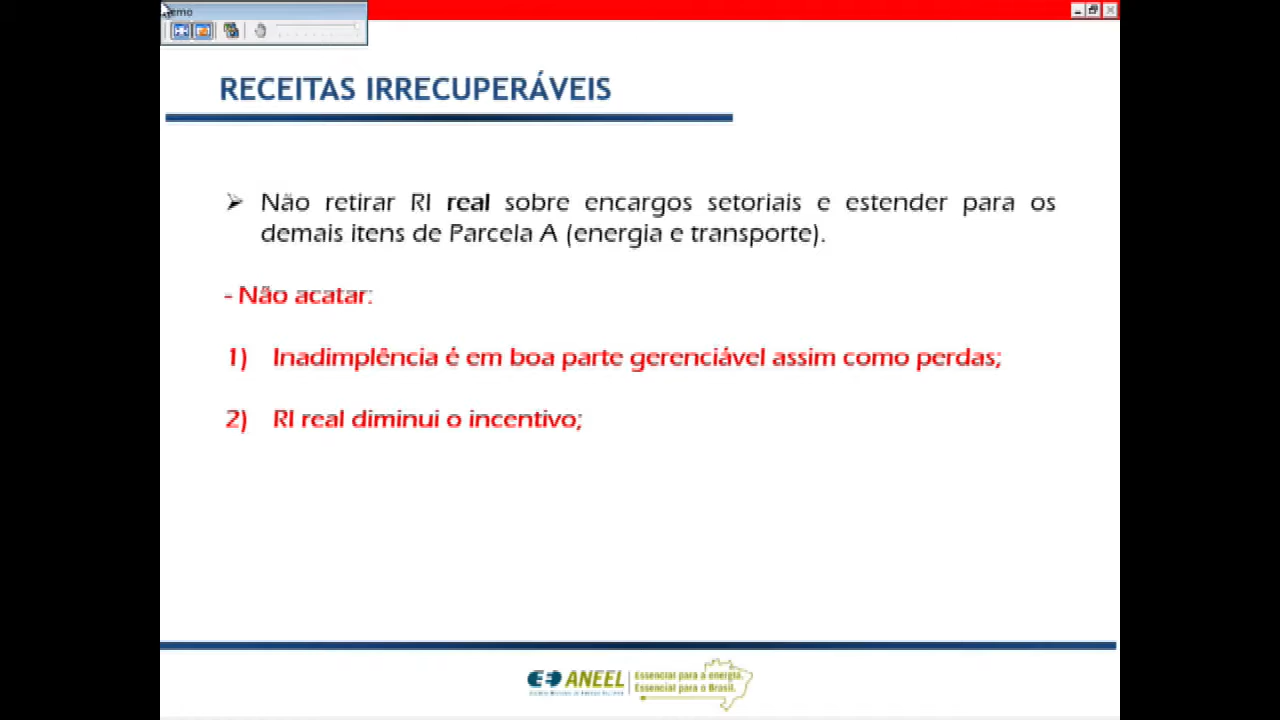 RECEITAS IRRECUPERÁVEIS
➢ Não retirar RI real sobre encargos setoriais e estender para os
demais itens de Parcela A (energia e transporte).
- Não acatar:
1) Inadimplência é em boa parte gerenciável assim como perdas;
2) RI real diminui o incentivo;
ANEEL
Essencial para a energia.
Essencial para o Brasil.